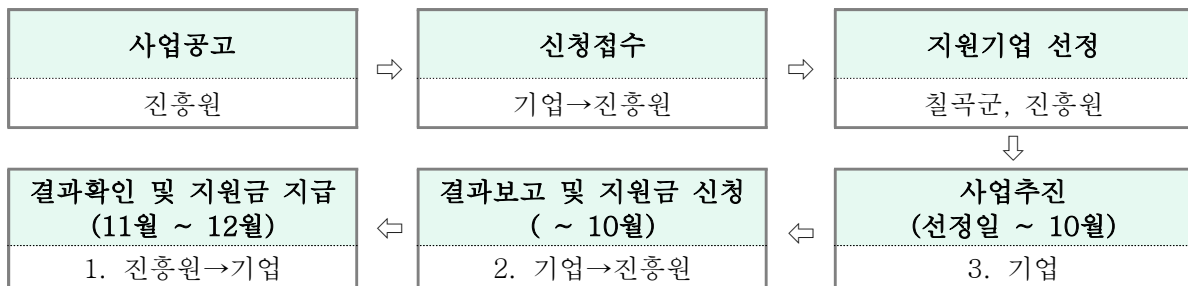 사업공고
⇨
신청접수
⇨
지원기업 선정
진흥원
기업→진흥원
칠곡군, 진흥원
⇩
결과확인 및 지원금 지급
(11월 ~ 12월)
⇦
결과보고 및 지원금 신청
( ~ 10월)
⇦
사업추진
(선정일 ~ 10월)
1. 진흥원→기업
2. 기업→진흥원
3. 기업